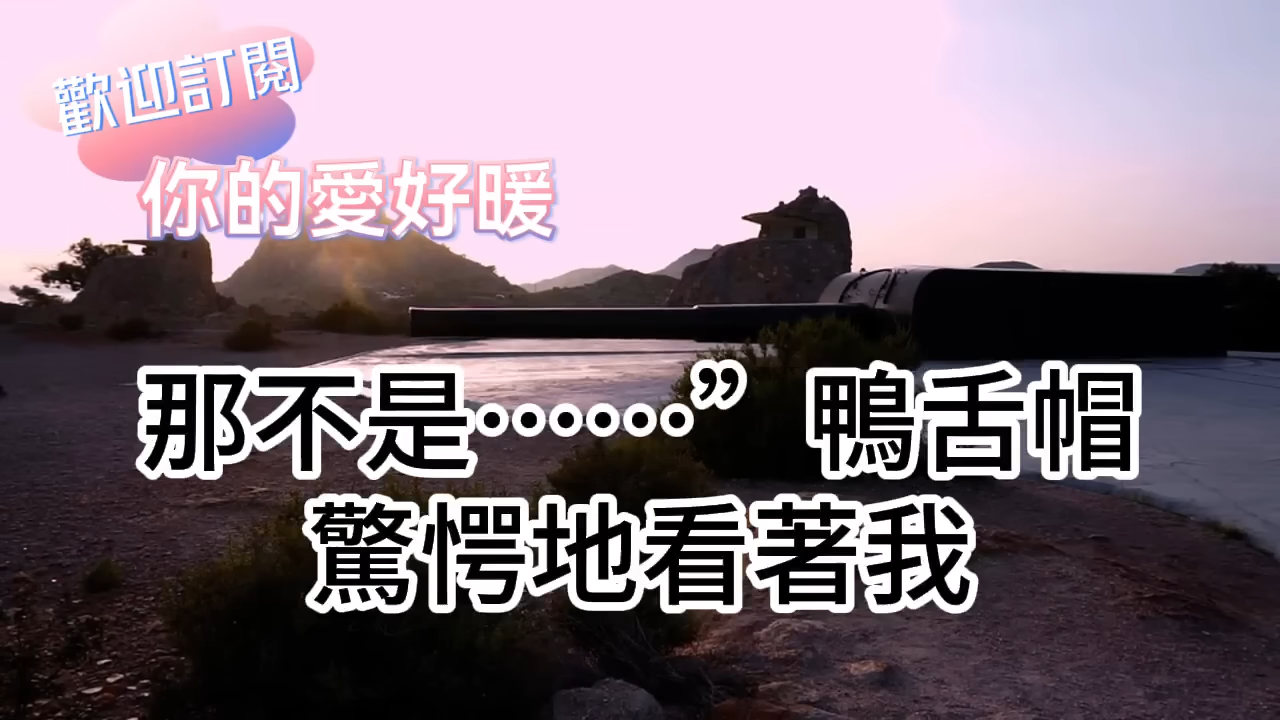 歡迎訂閱
你的愛好暖
那不是……” 鴨舌帽
驚愕地看著我